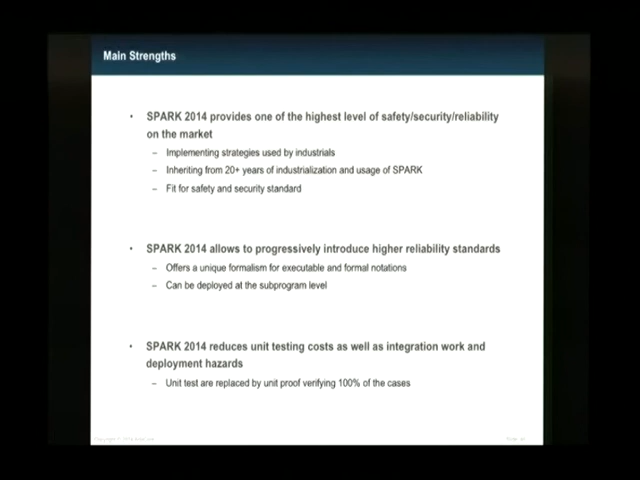 Main Strengths
• SPARK 2014 provides one of the highest level of safety/security/reliability
on the market
– Implementing strategies used by industrials
– Inheriting from 20+ years of industrialization and usage of SPARK
– Fit for safety and security standard
• SPARK 2014 allows to progressively introduce higher reliability standards
– Offers a unique formalism for executable and formal notations
– Can be deployed at the subprogram level
• SPARK 2014 reduces unit testing costs as well as integration work and
deployment hazards
– Unit test are replaced by unit proof verifying 100% of the cases